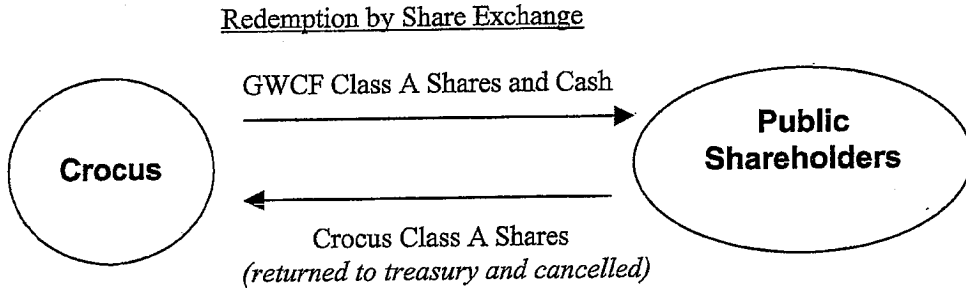 Redemption by Share Exchange
GWCF Class A Shares and Cash
Crocus
Public
Shareholders
Crocus Class A Shares
(returned to treasury and cancelled)